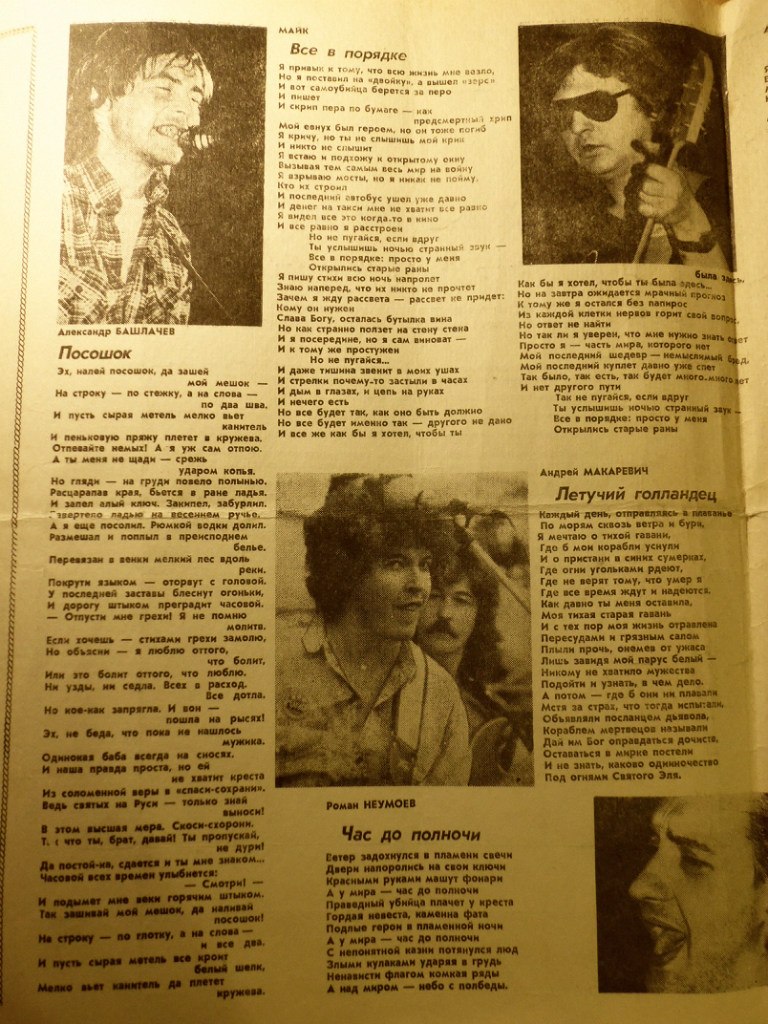 МАЙК
Все в порядке
Я привык к тому, что всю жизнь мне везло,
Но я поставил на «двойку», а вышел «зеро»
И вот самоубийца берется за перо
И пишет
И скрип пера по бумаге — как
предсмертный хрип
Мой евнух был героем, но он тоже погиб
Я кричу, но ты не слышишь мой крик
И никто не слышит
Я встаю и подхожу к открытому окну
Вызывая тем самым весь мир на войну
Я взрываю мосты, но я никак не пойму,
Кто их строил
И последний автобус ушел уже давно
И денег на такси мне не хватит все равно
Я видел все это когда-то в кино
И все равно я расстроен
Но не пугайся, если вдруг
Ты услышишь ночью странный звук —
Все в порядке: просто у меня
Открылись старые раны
Я пишу стихи всю ночь напролет
Знаю наперед, что их никто не прочтет
Зачем я жду рассвета — рассвет не придет:
Кому он нужен
Слава Богу, осталась бутылка вина
Но как странно ползет на стену стена
И я посередине, но я сам виноват —
И к тому же простужен
Но не пугайся...
И даже тишина звенит в моих ушах
И стрелки почему-то застыли в часах
И дым в глазах, и цепь на руках
И нечего есть
Но все будет так, как оно быть должно
Но все будет именно так — другого не дано
И все же как бы я хотел, чтобы ты
была здесь
Как бы я хотел, чтобы ты была здесь...
Но на завтра ожидается мрачный прогноз
К тому же я остался без папирос
Из каждой клетки нервов горит свой вопрос,
Но ответ не найти
Но так ли я уверен, что мне нужно знать ответ
Просто я — часть мира, которого нет
Мой последний шедевр — немыслимый бред,
Мой последний куплет давно уже спет
Так было, так есть, так будет много-много лет
И нет другого пути
Так не пугайся, если вдруг
Ты услышишь ночью странный звук —
Все в порядке: просто у меня
Открылись старые раны
Александр БАШЛАЧЕВ
Посошок
Эх, налей посошок, да зашей
мой мешок —
На строку — по стежку, а на слова —
по два шва.
И пусть сырая метель мелко вьет
канитель
И пеньковую пряжу плетет в кружева.
Отпевайте немых! А я уж сам отпою.
А ты меня не щади — срежь
ударом копья.
Но гляди — на груди повело полынью.
Расцарапав края, бьется в ране ладья.
И запел алый ключ. Закипел, забурлил.
Завертело ладью на весеннем ручье.
А я еще посолил. Рюмкой водки долил.
Размешал и поплыл в преисподнем
белье.
Перевязан в венки мелкий лес вдоль
реки.
Покрути языком — оторвут с головой.
У последней заставы блеснут огоньки,
И дорогу штыком преградит часовой.
— Отпусти мне грехи! Я не помню
молитв.
Если хочешь — стихами грехи замолю,
Но объясни — я люблю оттого,
что болит,
Или это болит оттого, что люблю.
Ни узды, ни седла. Всех в расход.
Все дотла.
Но кое-как запрягла. И вон —
пошла на рысях!
Эх, не беда, что пока не нашлось
мужика.
Одинокая баба всегда на сносях.
И наша правда проста, но ей
не хватит креста
Из соломенной веры в «спаси-сохрани».
Ведь святых на Руси — только знай
выноси!
В этом высшая мера. Скоси-схорони.
что ты, брат, давай! Ты пропускай,
не дури!
Да постой-ка, сдается и ты мне знаком...
Часовой всех времен улыбнется:
— Смотри! —
И подымет мне веки горячим штыком.
Так зашивай мой мешок, да наливай
посошок!
На строку — по глотку, а на слова —
и все два.
И пусть сырая метель все кроит
белый шелк,
Мелко вьет канитель да плетет
кружева.
Андрей МАКАРЕВИЧ
Летучий голландец
Каждый день, отправляясь в плаванье
По морям сквозь ветра и бури,
Я мечтаю о тихой гавани,
Где б мои корабли уснули
И о пристани в синих сумерках,
Где огни угольками рдеют,
Где не верят тому, что умер я
Где все время ждут и надеются.
Как давно ты меня оставила,
Моя тихая старая гавань
И с тех пор моя жизнь отравлена
Пересудами и грязным салом
Плыли прочь, онемев от ужаса
Лишь завидя мой парус белый —
Никому не хватило мужества
Подойти и узнать, в чем дело.
А потом — где б они ни плавали
Мстя за страх, что тогда испытали,
Объявляли посланцем дьявола,
Кораблем мертвецов называли
Дай им Бог оправдаться дочиста,
Оставаться в мирке постели
И не знать, каково одиночество
Под огнями Святого Эля.
Роман НЕУМОЕВ
Час до полночи
Ветер задохнулся в пламени свечи
Двери напоролись на свои ключи
Красными руками машут фонари
А у мира — час до полночи
Праведный убийца плачет у креста
Гордая невеста, каменна фата
Подлые герои в пламенной ночи
А у мира — час до полночи
С непонятной казни потянулся люд
Злыми кулаками ударяя в грудь
Ненависти флагом комкая ряды
А над миром — небо с полбеды.